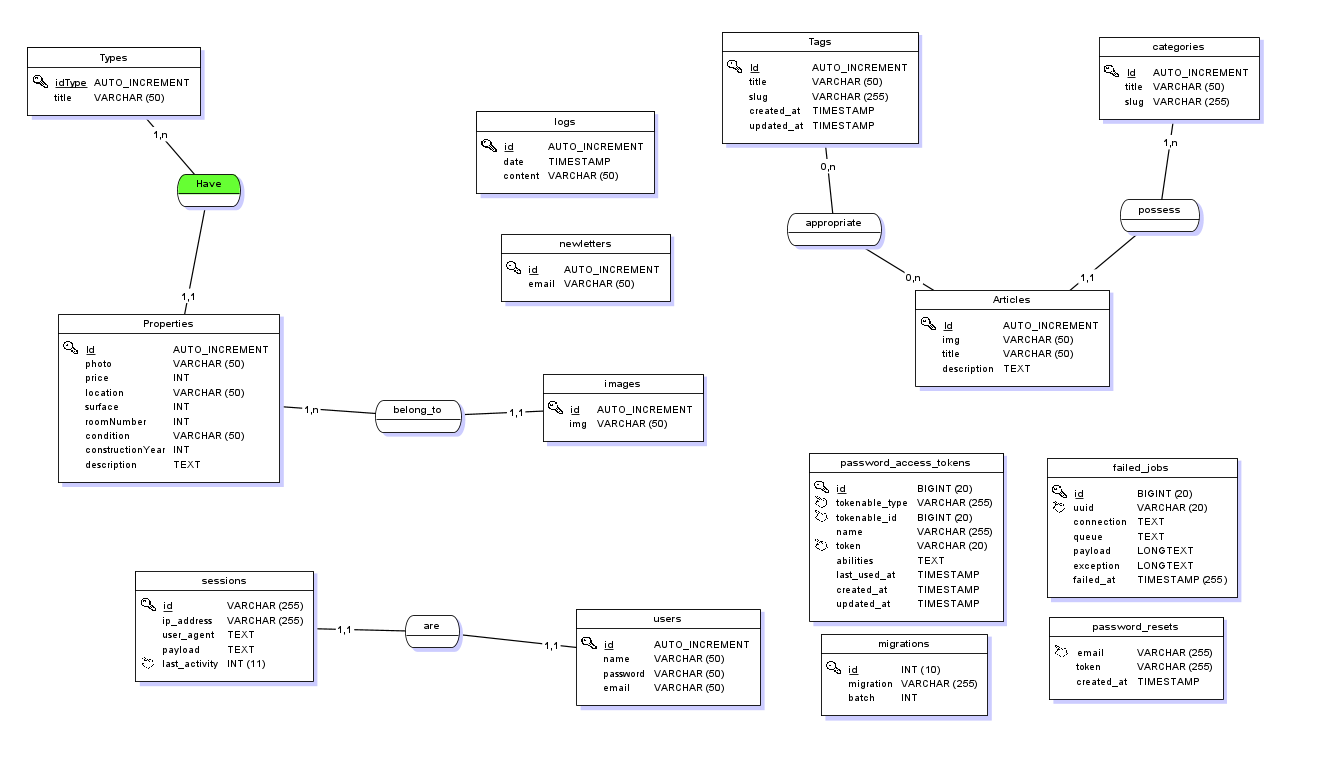 Types
idType AUTO_INCREMENT
title VARCHAR (50)
1,n
Have
1,1
Properties
Id AUTO_INCREMENT
photo VARCHAR (50)
price INT
location VARCHAR (50)
surface INT
roomNumber INT
condition VARCHAR (50)
constructionYear INT
description TEXT
1,n
belong_to
1,1
images
id AUTO_INCREMENT
img VARCHAR (50)
logs
id AUTO_INCREMENT
date TIMESTAMP
content VARCHAR (50)
newletters
id AUTO_INCREMENT
email VARCHAR (50)
Tags
Id AUTO_INCREMENT
title VARCHAR (50)
slug VARCHAR (255)
created_at TIMESTAMP
updated_at TIMESTAMP
0,n
appropriate
0,n
categories
Id AUTO_INCREMENT
title VARCHAR (50)
slug VARCHAR (255)
1,n
possess
1,1
Articles
Id AUTO_INCREMENT
img VARCHAR (50)
title VARCHAR (50)
description TEXT
password_access_tokens
id BIGINT (20)
tokenable_type VARCHAR (255)
tokenable_id BIGINT (20)
name VARCHAR (255)
token VARCHAR (20)
abilities TEXT
last_used_at TIMESTAMP
created_at TIMESTAMP
updated_at TIMESTAMP
failed_jobs
id BIGINT (20)
uuid VARCHAR (20)
connection TEXT
queue TEXT
payload LONGTEXT
exception LONGTEXT
failed_at TIMESTAMP (255)
sessions
id VARCHAR (255)
ip_address VARCHAR (255)
user_agent TEXT
payload TEXT
last_activity INT (11)
1,1
are
1,1
users
id AUTO_INCREMENT
name VARCHAR (50)
password VARCHAR (50)
email VARCHAR (50)
migrations
id INT (10)
migration VARCHAR (255)
batch INT
password_resets
email VARCHAR (255)
token VARCHAR (255)
created_at TIMESTAMP